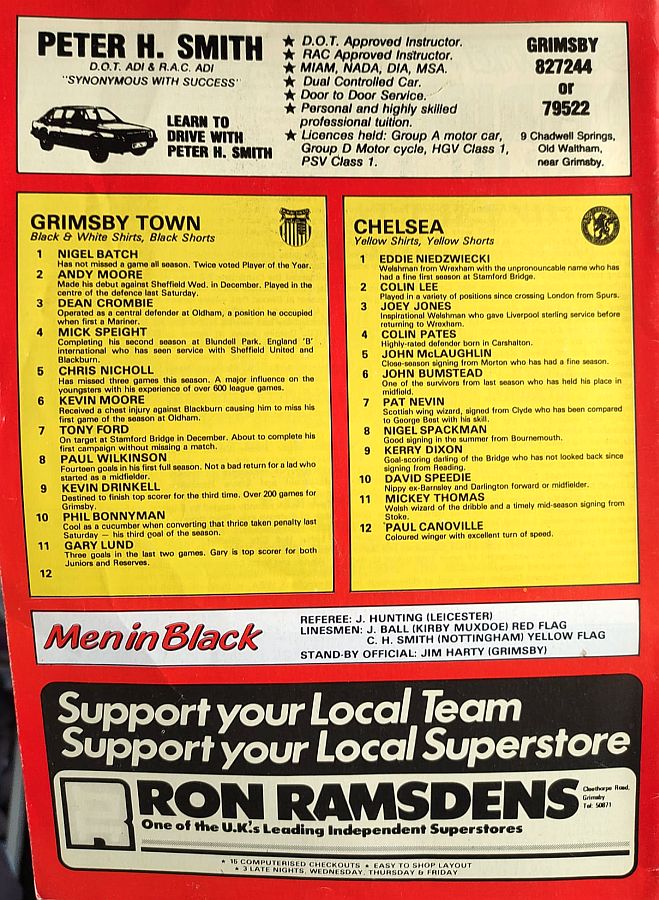 PETER H. SMITH
D.O.T. ADI & R.A.C. ADI
"SYNONYMOUS WITH SUCCESS"
LEARN TO
DRIVE WITH
PETER H. SMITH
★ D.O.T. Approved Instructor.
★ RAC Approved Instructor.
★ MIAM, NADA, DIA, MSA.
★ Dual Controlled Car.
★ Door to Door Service.
★ Personal and highly skilled
professional tuition.
★ Licences held: Group A motor car,
Group D Motor cycle, HGV Class 1,
PSV Class 1.
GRIMSBY
827244
or
79522
9 Chadwell Springs,
Old Waltham,
near Grimsby.
GRIMSBY TOWN
Black & White Shirts, Black Shorts
1 NIGEL BATCH
Has not missed a game all season. Twice voted Player of the Year.
2 ANDY MOORE
Made his debut against Sheffield Wed. in December. Played in the
centre of the defence last Saturday.
3 DEAN CROMBIE
Operated as a central defender at Oldham, a position he occupied
when first a Mariner.
4 MICK SPEIGHT
Completing his second season at Blundell Park. England 'B'
international who has seen service with Sheffield United and
Blackburn.
5 CHRIS NICHOLL
Has missed three games this season. A major influence on the
youngsters with his experience of over 600 league games.
6 KEVIN MOORE
Received a chest injury against Blackburn causing him to miss his
first game of the season at Oldham.
7 TONY FORD
On target at Stamford Bridge in December. About to complete his
first campaign without missing a match.
8 PAUL WILKINSON
Fourteen goals in his first full season. Not a bad return for a lad who
started as a midfielder.
9 KEVIN DRINKELL
Destined to finish top scorer for the third time. Over 200 games for
Grimsby.
10 PHIL BONNYMAN
Cool as a cucumber when converting that thrice taken penalty last
Saturday — his third goal of the season.
11 GARY LUND
Three goals in the last two games. Gary is top scorer for both
Juniors and Reserves.
12
CHELSEA
Yellow Shirts, Yellow Shorts
1 EDDIE NIEDZWIECKI
Welshman from Wrexham with the unpronouncable name who has
had a fine first season at Stamford Bridge.
2 COLIN LEE
Played in a variety of positions since crossing London from Spurs.
3 JOEY JONES
Inspirational Welshman who gave Liverpool sterling service before
returning to Wrexham.
4 COLIN PATES
Highly-rated defender born in Carshalton.
5 JOHN McLAUGHLIN
Close-season signing from Morton who has had a fine season.
6 JOHN BUMSTEAD
One of the survivors from last season who has held his place in
midfield.
7 PAT NEVIN
Scottish wing wizard, signed from Clyde who has been compared
to George Best with his skill.
8 NIGEL SPACKMAN
Good signing in the summer from Bournemouth.
9 KERRY DIXON
Goal-scoring darling of the Bridge who has not looked back since
signing from Reading.
10 DAVID SPEEDIE
Nippy ex-Barnsley and Darlington forward or midfielder.
11 MICKEY THOMAS
Welsh wizard of the dribble and a timely mid-season signing from
Stoke.
12 PAUL CANOVILLE
Coloured winger with excellent turn of speed.
Men in Black
REFEREE: J. HUNTING (LEICESTER)
LINESMEN: J. BALL (KIRBY MUXDOE) RED FLAG
C. H. SMITH (NOTTINGHAM) YELLOW FLAG
STAND-BY OFFICIAL: JIM HARTY (GRIMSBY)
Support your Local Team
Support your Local Superstore
R
RON RAMSDENS
Cleethorpe Road,
Grimsby
Tel: 50871
One of the U.K.'s Leading Independent Superstores
★ 16 COMPUTERISED CHECKOUTS ★ EASY TO SHOP LAYOUT
★ 3 LATE NIGHTS, WEDNESDAY, THURSDAY & FRIDAY